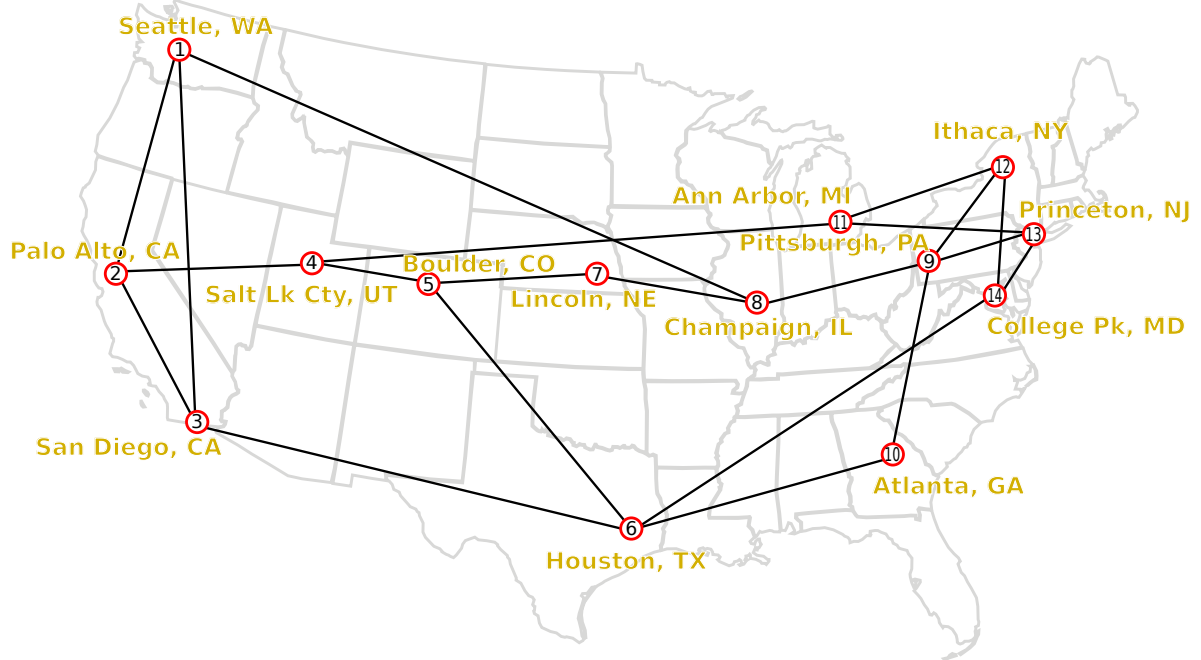 Seattle, WA
1
Ithaca, NY
12
Ann Arbor, MI
11
Princeton, NJ
13
Palo Alto, CA
2
4
Boulder, CO
5
7
Pittsburgh, PA
9
Salt Lk Cty, UT
Lincoln, NE
8
Champaign, IL
14
College Pk, MD
3
San Diego, CA
10
Atlanta, GA
6
Houston, TX